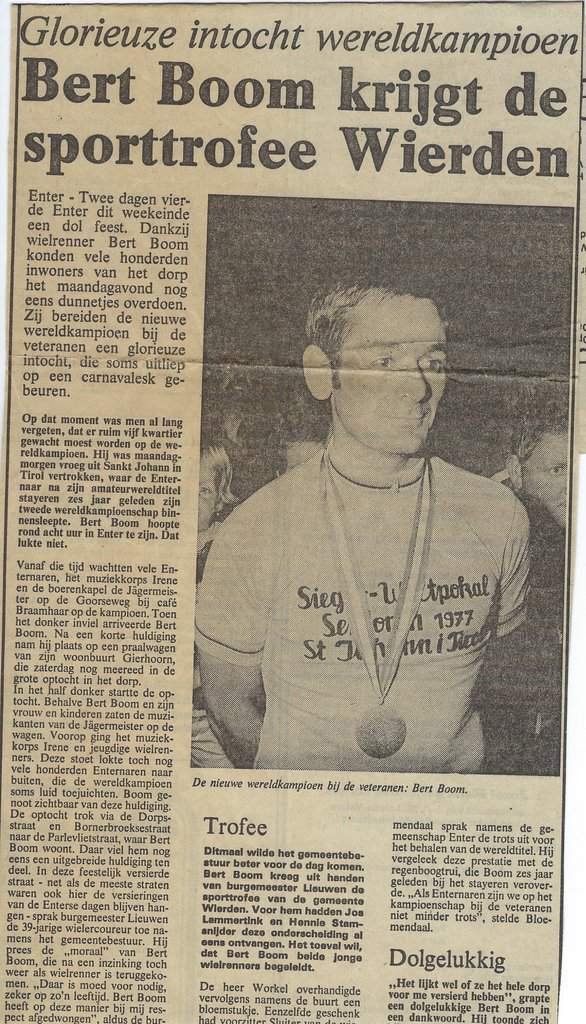 Glorieuze intocht wereldkampioen
Bert Boom krijgt de
sporttrofee Wierden
Enter - Twee dagen vier-
de Enter dit weekeinde
een dol feest. Dankzij
wielrenner Bert Boom
konden vele honderden
inwoners van het dorp
het maandagavond nog
eens dunnetjes overdoen.
Zij bereiden de nieuwe
wereldkampioen bij de
veteranen een glorieuze
intocht, die soms uitliep
op een carnavalesk ge-
beuren.
Op dat moment was men al lang
vergeten, dat er ruim vijf kwartier
gewacht moest worden op de we-
reldkampioen. Hij was maandag-
morgen vroeg uit Sankt Johann in
Tirol vertrokken, waar de Enter-
naar na zijn amateurwereldtitel
stayeren zes jaar geleden zijn
tweede wereldkampioenschap bin-
nensleepte. Bert Boom hoopte
rond acht uur in Enter te zijn. Dat
lukte niet.
Vanaf die tijd wachtten vele En-
ternaren, het muziekkorps Irene
en de boerenkapel de Jägermeis-
ter op de Goorseweg bij café
Braamhaar op de kampioen. Toen
het donker inviel arriveerde Bert
Boom. Na een korte huldiging
nam hij plaats op een praalwagen
van zijn woonbuurt Gierhoorn,
die zaterdag nog meereed in de
grote optocht in het dorp.
In het half donker startte de op-
tocht. Behalve Bert Boom en zijn
vrouw en kinderen zaten de muzi-
kanten van de Jägermeister op de
wagen. Voorop ging het muziek-
korps Irene en jeugdige wielren-
ners. Deze stoet lokte toch nog
vele honderden Enternaren naar
buiten, die de wereldkampioen
soms luid toejuichten. Boom ge-
noot zichtbaar van deze huldiging.
De optocht trok via de Dorps-
straat en Bornerbroeksestraat
naar de Parlevlietstraat, waar Bert
Boom woont. Daar viel hem nog
eens een uitgebreide huldiging ten
deel. In deze feestelijk versierde
straat - net als de meeste straten
waren ook hier de versieringen
van de Enterse dagen blijven han-
gen - sprak burgemeester Lieuwen
de 39-jarige wielercoureur toe na-
mens het gemeentebestuur. Hij
prees de „moraal" van Bert
Boom, die na een inzinking toch
weer als wielrenner is teruggeko-
men. „Daar is moed voor nodig,
zeker op zo'n leeftijd. Bert Boom
heeft op deze manier bij mij res-
pect afgedwongen", aldus de bur-
Sieg - W tpokal
Se or n 1977
St J h nn i Tirol
De nieuwe wereldkampioen bij de veteranen: Bert Boom.
Trofee
Ditmaal wilde het gemeentebe-
stuur beter voor de dag komen.
Bert Boom kreeg uit handen
van burgemeester Lieuwen de
sporttrofee van de gemeente
Wierden. Voor hem hadden Jos
Lammertink en Hennie Stam-
snijder deze onderscheiding al
eens ontvangen. Het toeval wil,
dat Bert Boom beide jonge
wielrenners begeleidt.
De heer Workel overhandigde
vervolgens namens de buurt een
bloemstukje. Eenzelfde geschenk
had voorzitter Sluiter van de
mendaal sprak namens de ge-
meenschap Enter de trots uit voor
het behalen van de wereldtitel. Hij
vergeleek deze prestatie met de
regenboogtrui, die Boom zes jaar
geleden bij het stayeren verover-
de. „Als Enternaren zijn we op het
kampioenschap bij de veteranen
niet minder trots", stelde Bloe-
mendaal.
Dolgelukkig
„Het lijkt wel of ze het hele dorp
voor me versierd hebben", grapte
een dolgelukkige Bert Boom in
een dankwoord. Hij toonde zich